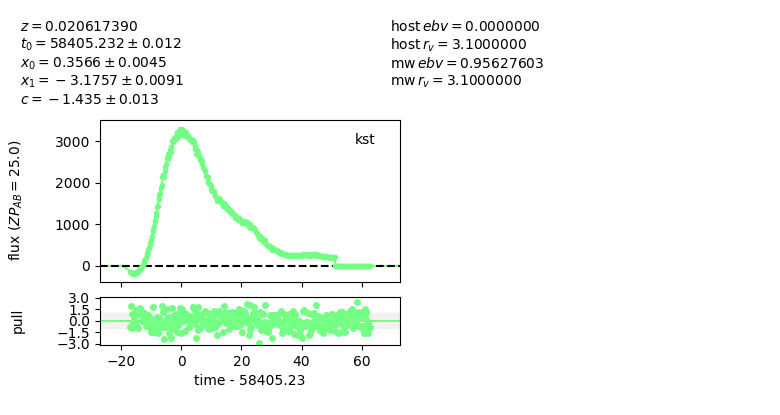 z = 0.020617390
t₀ = 58405.232 ± 0.012
x₀ = 0.3566 ± 0.0045
x₁ = −3.1757 ± 0.0091
c = −1.435 ± 0.013
host ebv = 0.0000000
host r_v = 3.1000000
mw ebv = 0.95627603
mw r_v = 3.1000000
kst
flux (ZP_AB = 25.0)
3000
2000
1000
0
pull
3.0
1.5
0.0
−1.5
−3.0
−20 0 20 40 60
time - 58405.23